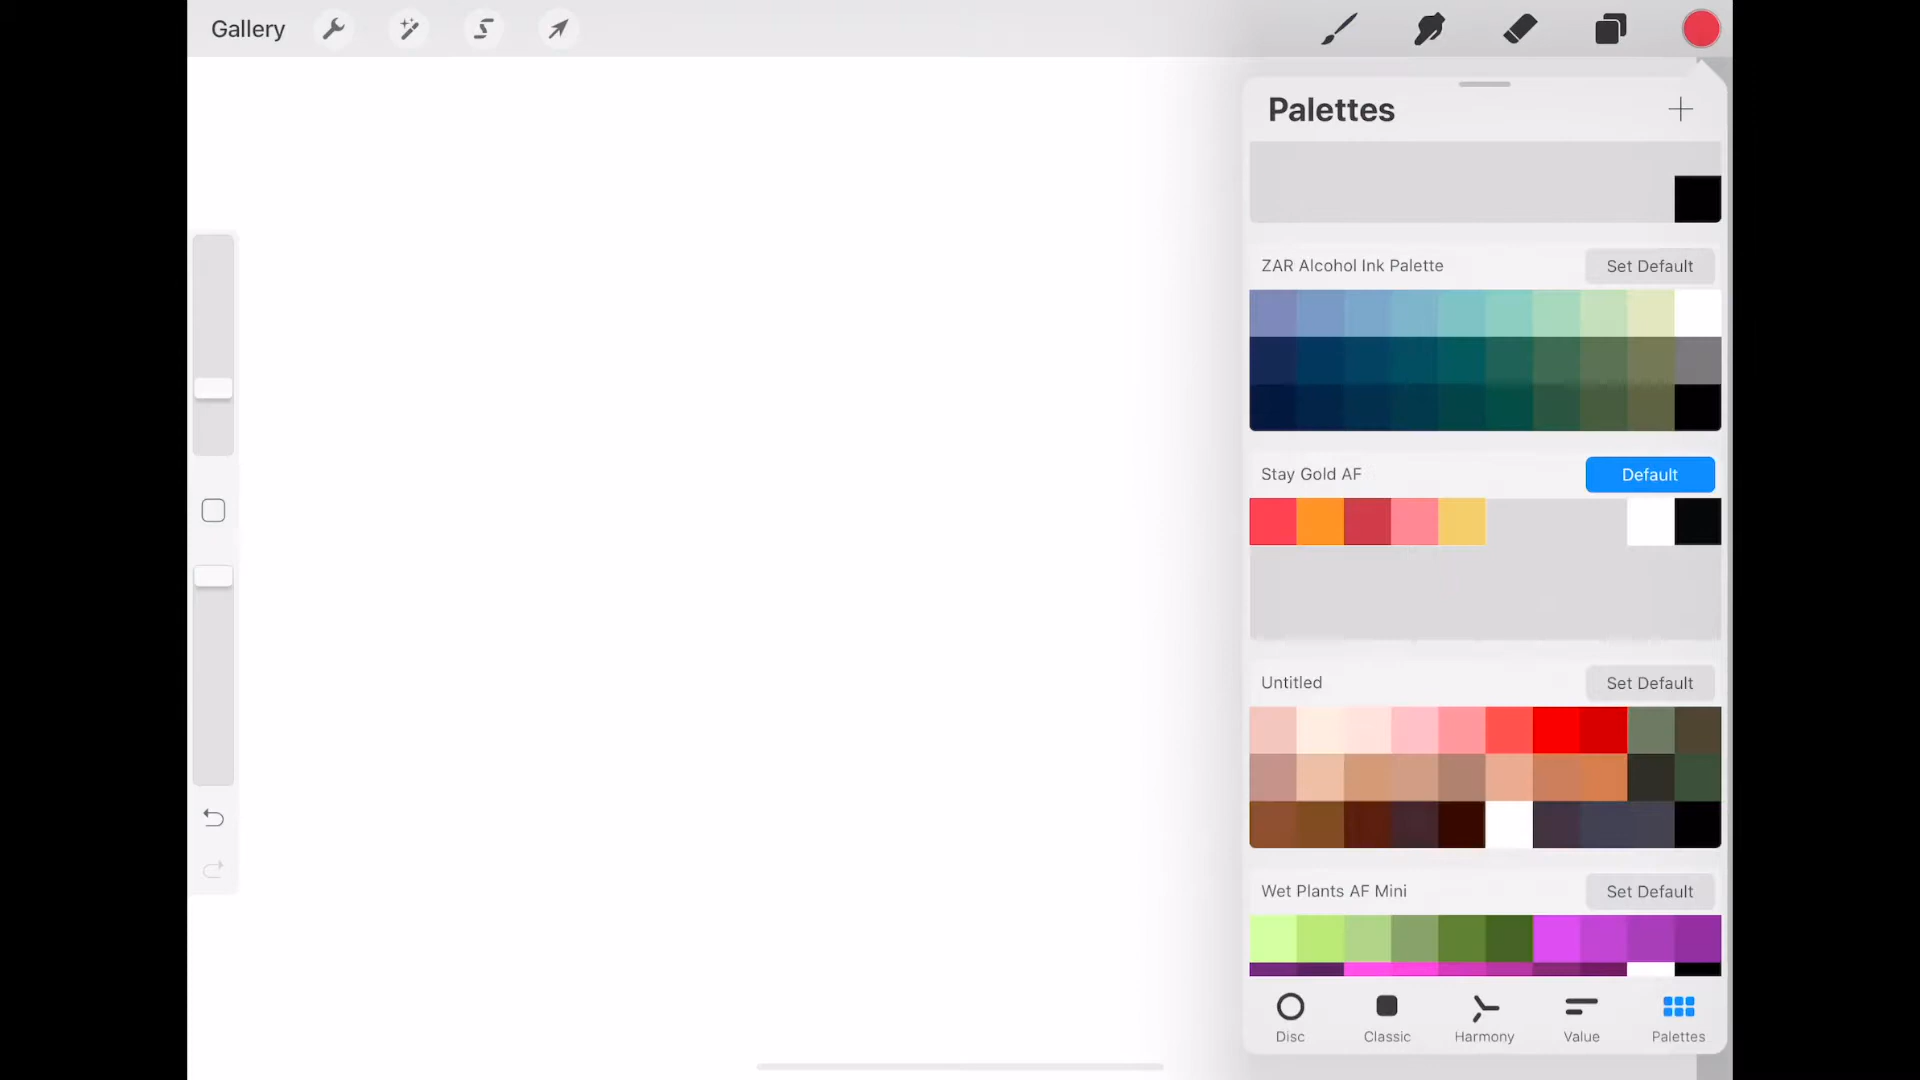 Gallery
Palettes
ZAR Alcohol Ink Palette
Set Default
Stay Gold AF
Default
Untitled
Set Default
Wet Plants AF Mini
Set Default
Disc
Classic
Harmony
Value
Palettes